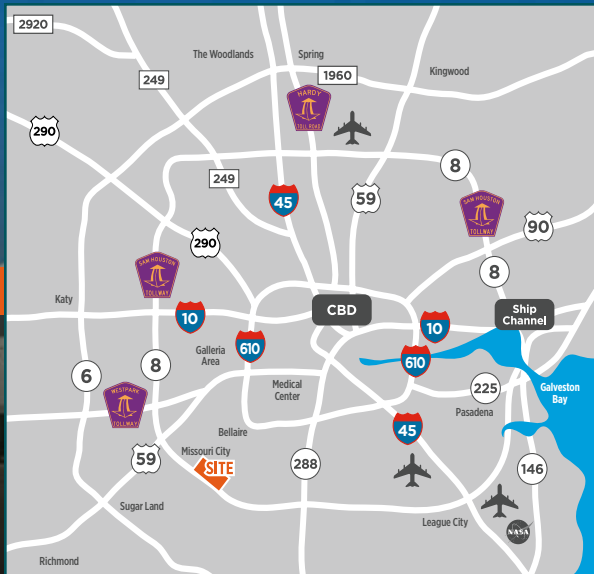 2920
The Woodlands
Spring
1960
Kingwood
249
HARDY
TOLL ROAD
290
8
249
45
59
SAM HOUSTON
TOLLWAY
90
290
SAM HOUSTON
TOLLWAY
8
Katy
10
CBD
10
Ship
Channel
610
Galleria
Area
610
8
6
Medical
Center
225
Galveston
Bay
WESTPARK
TOLLWAY
Pasadena
45
Bellaire
Missouri City
59
SITE
288
146
Sugar Land
League City
NASA
Richmond